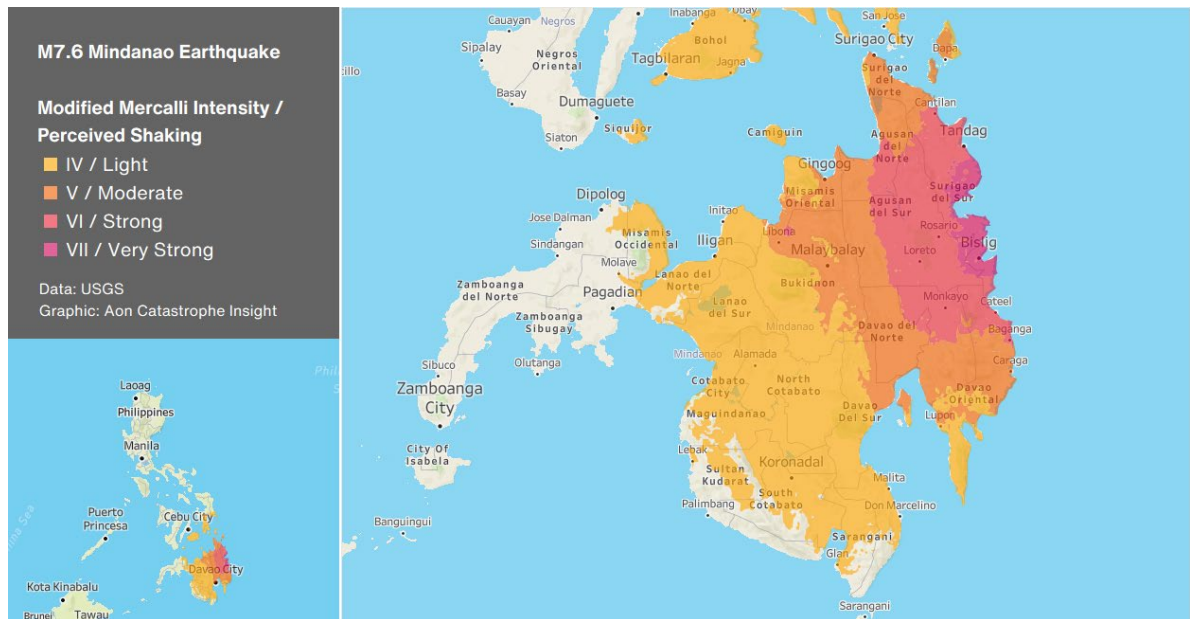 M7.6 Mindanao Earthquake
Modified Mercalli Intensity /
Perceived Shaking
IV / Light
V / Moderate
VI / Strong
VII / Very Strong
Data: USGS
Graphic: Aon Catastrophe Insight
Laoag
Philippines
Manila
Puerto
Princesa
Cebu City
Davao City
Kota Kinabalu
Brunei
Tawau
China Sea
Cauayan
Negros
Inabanga
Ubay
San Jose
Sipalay
Negros
Oriental
Bohol
Tagbilaran
Jagna
Surigao City
Dapa
Surigao
del
Norte
Basay
Dumaguete
Siaton
Siquijor
Camiguin
Cantilan
Tandag
Agusan
del
Norte
Gingoog
Dipolog
Misamis
Oriental
Agusan
del Sur
Surigao
del Sur
Jose Dalman
Initao
Sindangan
Misamis
Occidental
Iligan
Libona
Malaybalay
Rosario
Loreto
Bislig
Molave
Lanao del
Norte
Bukidnon
Zamboanga
del Norte
Pagadian
Lanao
del Sur
Monkayo
Cateel
Zamboanga
Sibugay
Mindanao
Davao del
Norte
Baganga
Olutanga
Mindanao
Alamada
Caraga
Sibuco
Zamboanga
City
Cotabato
City
North
Cotabato
Davao
Oriental
Maguindanao
Davao
Del Sur
Lupon
City Of
Isabela
Lebak
Koronadal
Sultan
Kudarat
Malita
Palimbang
South
Cotabato
Don Marcelino
Banguingui
Sarangani
Glan
Sarangani